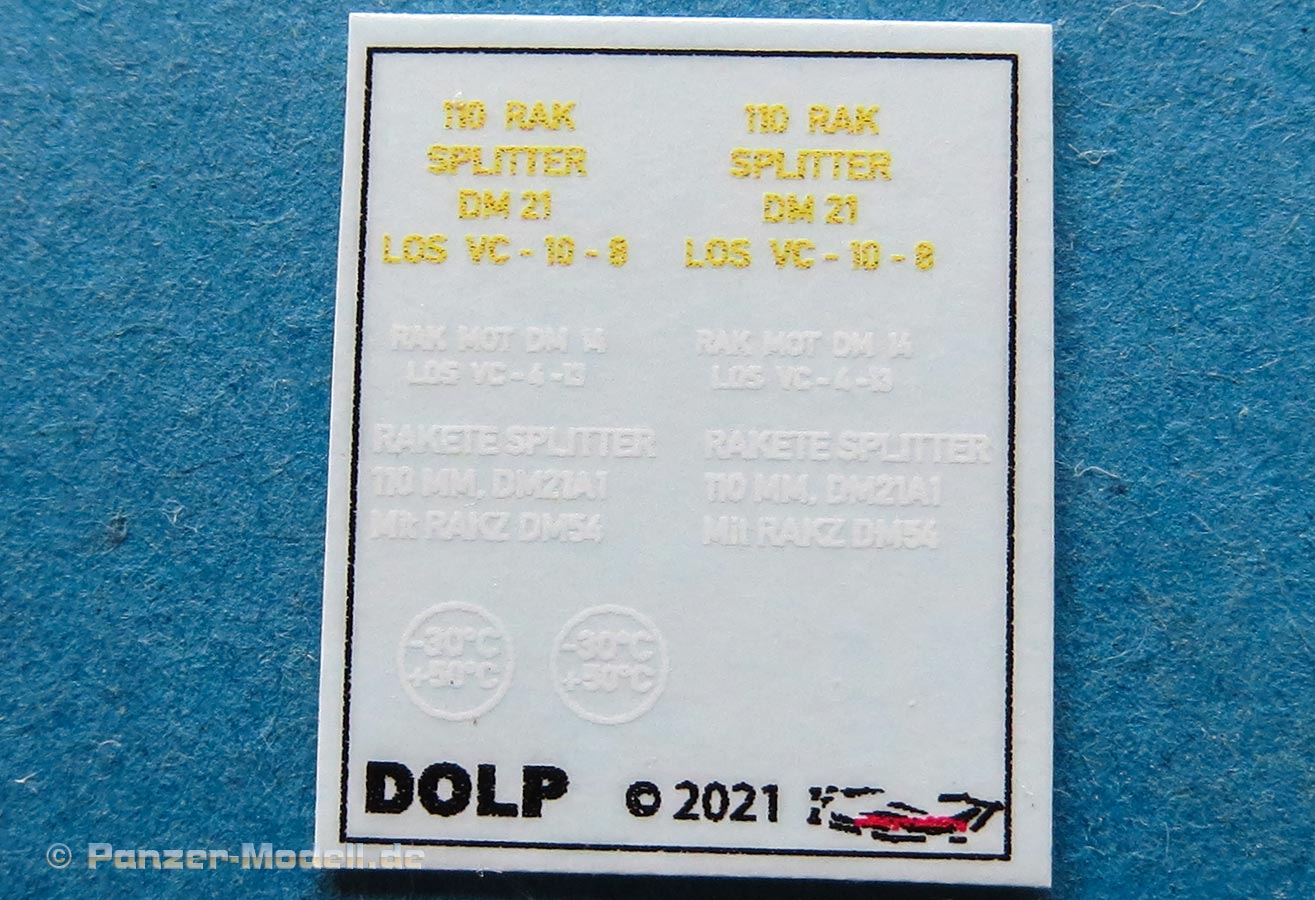 110 RAK
SPLITTER
DM 21
LOS VC - 10 - 8
110 RAK
SPLITTER
DM 21
LOS VC - 10 - 8
RAK MOT DM 14
LOS VC - 4 -13
RAK MOT DM 14
LOS VC - 4 -13
RAKETE SPLITTER
110 MM, DM21A1
Mit RAKZ DM54
RAKETE SPLITTER
110 MM, DM21A1
Mit RAKZ DM54
-30°C
+50°C
-30°C
+50°C
DOLP © 2021
© Panzer-Modell.de